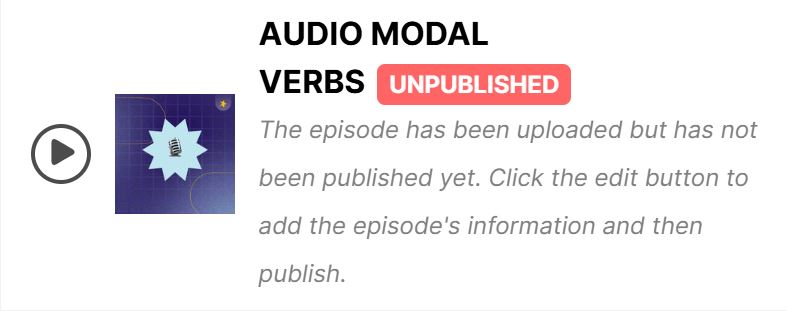 AUDIO MODAL
VERBS UNPUBLISHED
The episode has been uploaded but has not
been published yet. Click the edit button to
add the episode's information and then
publish.